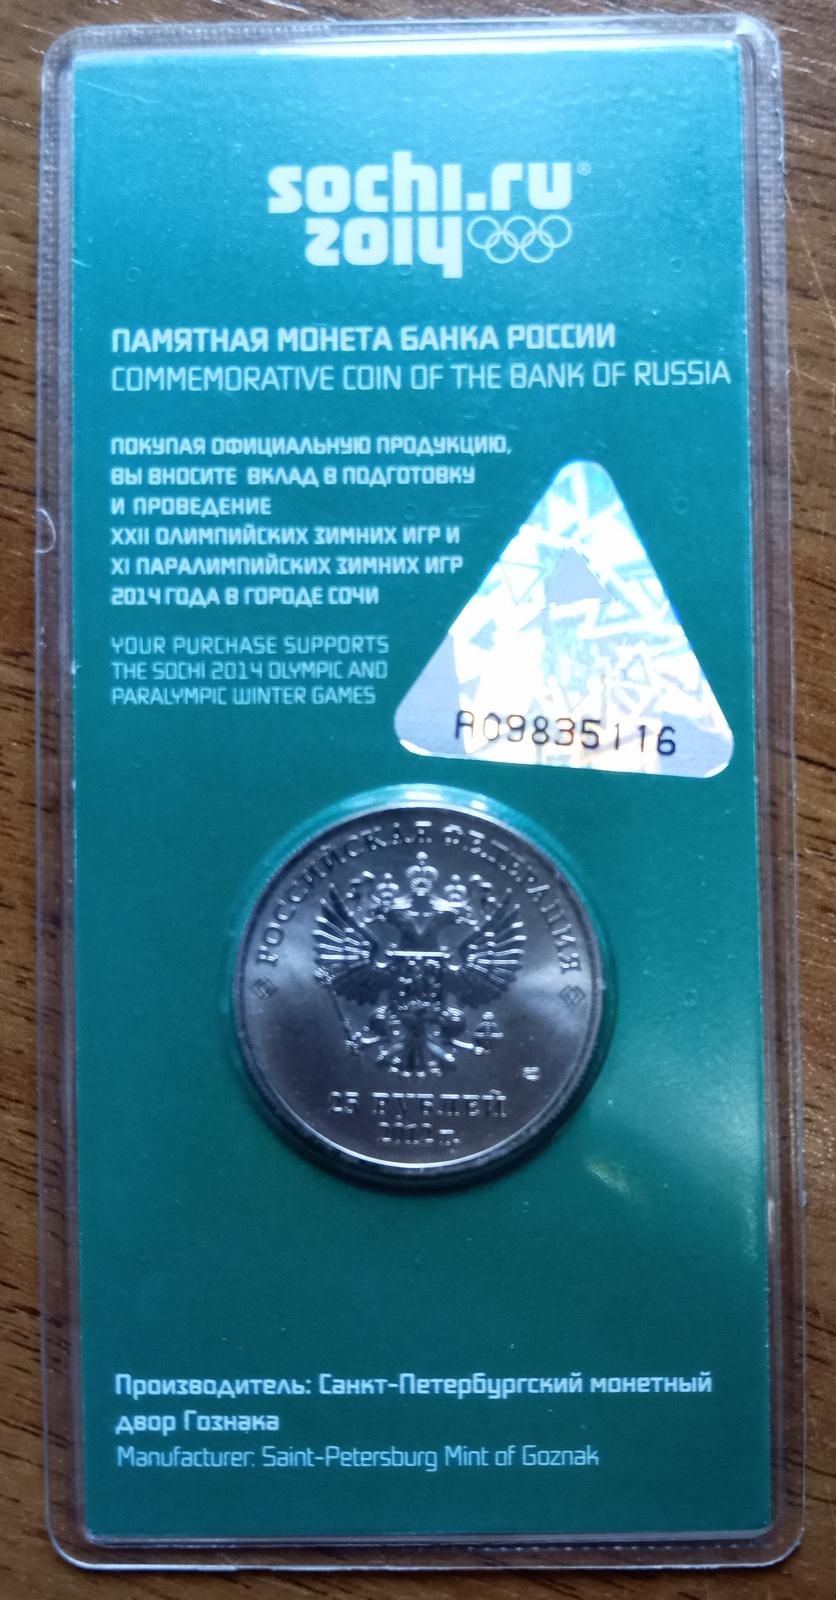 sochi.ru®
2014
ПАМЯТНАЯ МОНЕТА БАНКА РОССИИ
COMMEMORATIVE COIN OF THE BANK OF RUSSIA
ПОКУПАЯ ОФИЦИАЛЬНУЮ ПРОДУКЦИЮ,
ВЫ ВНОСИТЕ ВКЛАД В ПОДГОТОВКУ
И ПРОВЕДЕНИЕ
XXII ОЛИМПИЙСКИХ ЗИМНИХ ИГР И
XI ПАРАЛИМПИЙСКИХ ЗИМНИХ ИГР
2014 ГОДА В ГОРОДЕ СОЧИ
YOUR PURCHASE SUPPORTS
THE SOCHI 2014 OLYMPIC AND
PARALYMPIC WINTER GAMES
A09835116
РОССИЙСКАЯ ФЕДЕРАЦИЯ
25 РУБЛЕЙ
2012 г.
Производитель: Санкт-Петербургский монетный
двор Гознака
Manufacturer: Saint-Petersburg Mint of Goznak